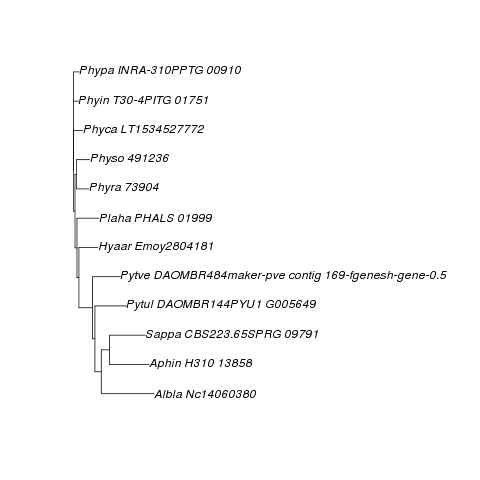 Phypa INRA-310PPTG 00910
Phyin T30-4PITG 01751
Phyca LT1534527772
Physo 491236
Phyra 73904
Plaha PHALS 01999
Hyaar Emoy2804181
Pytve DAOMBR484maker-pve contig 169-fgenesh-gene-0.5
Pytul DAOMBR144PYU1 G005649
Sappa CBS223.65SPRG 09791
Aphin H310 13858
Albla Nc14060380